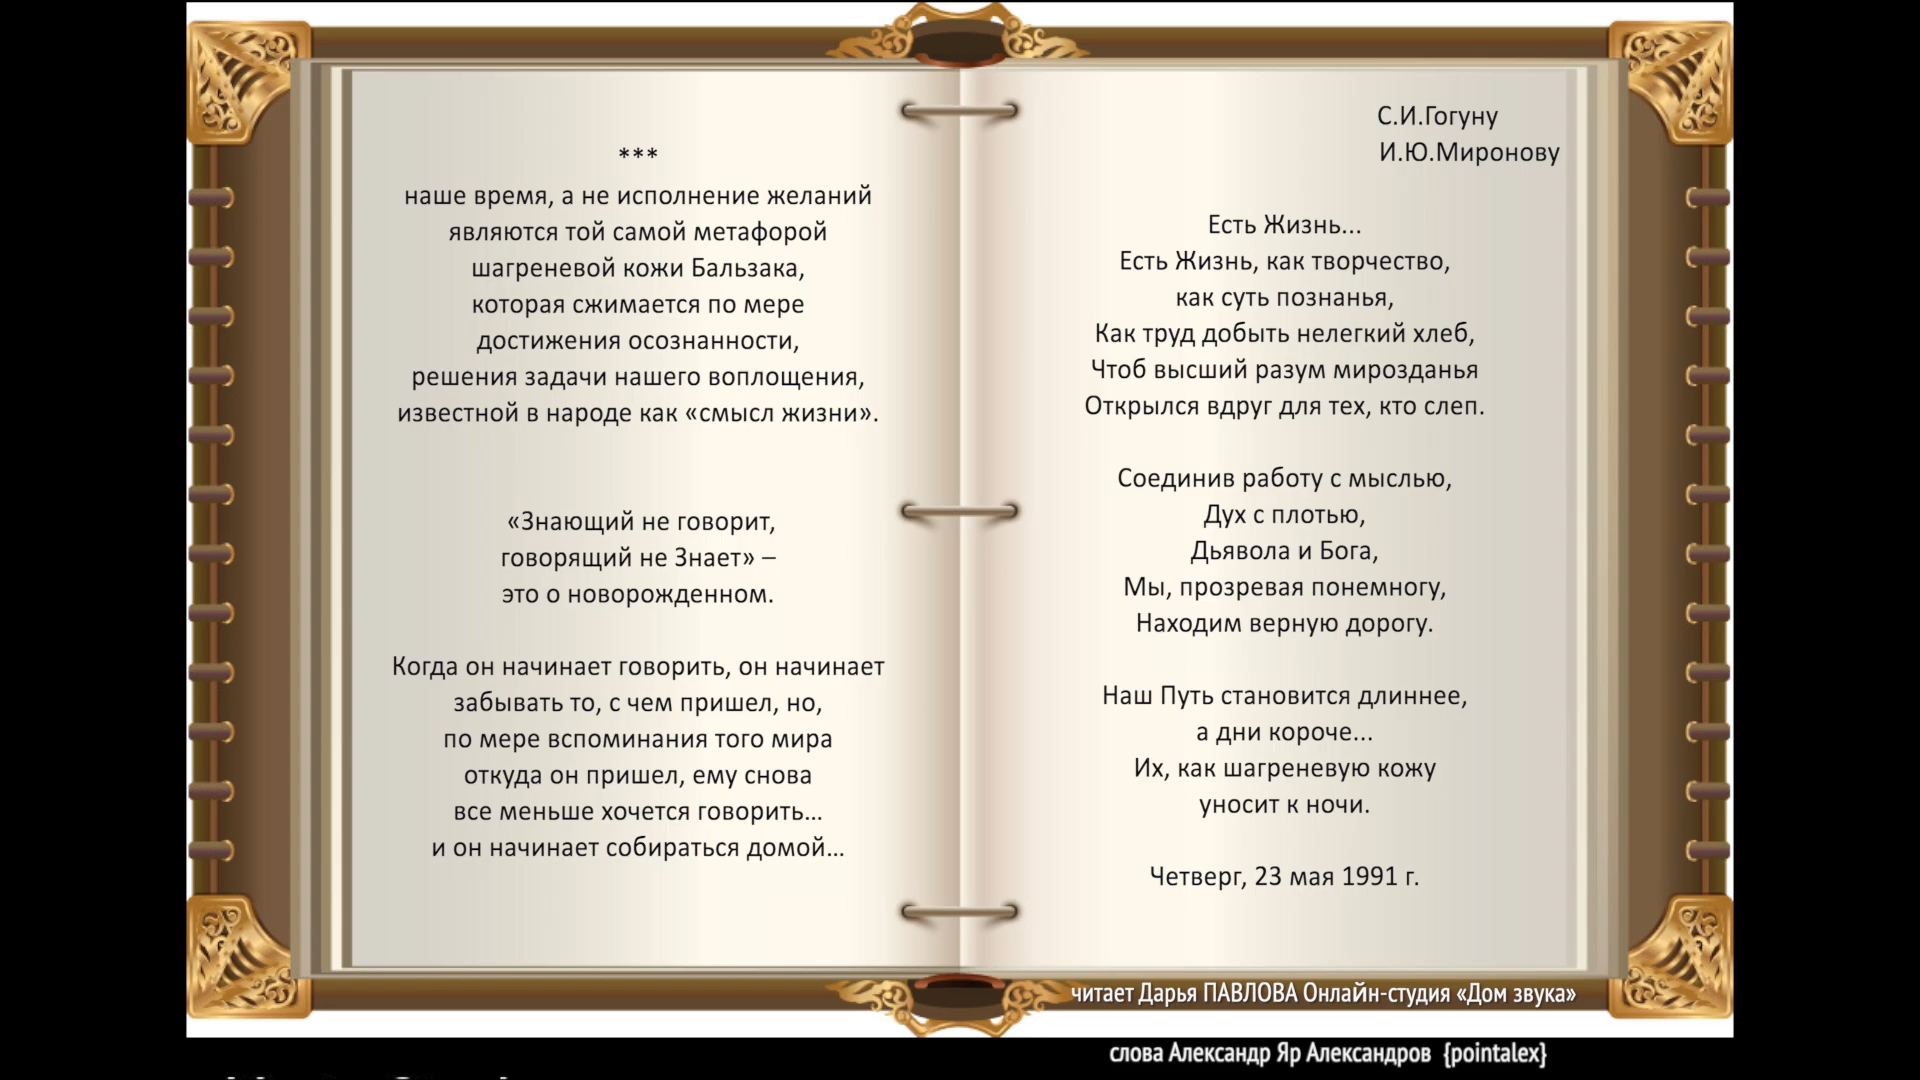 ***
наше время, а не исполнение желаний
являются той самой метафорой
шагреневой кожи Бальзака,
которая сжимается по мере
достижения осознанности,
решения задачи нашего воплощения,
известной в народе как «смысл жизни».
«Знающий не говорит,
говорящий не Знает» –
это о новорожденном.
Когда он начинает говорить, он начинает
забывать то, с чем пришел, но,
по мере вспоминания того мира
откуда он пришел, ему снова
все меньше хочется говорить...
и он начинает собираться домой...
С.И.Гогуну
И.Ю.Миронову
Есть Жизнь...
Есть Жизнь, как творчество,
как суть познанья,
Как труд добыть нелегкий хлеб,
Чтоб высший разум мирозданья
Открылся вдруг для тех, кто слеп.
Соединив работу с мыслью,
Дух с плотью,
Дьявола и Бога,
Мы, прозревая понемногу,
Находим верную дорогу.
Наш Путь становится длиннее,
а дни короче...
Их, как шагреневую кожу
уносит к ночи.
Четверг, 23 мая 1991 г.
читает Дарья ПАВЛОВА Онлайн-студия «Дом звука»
слова Александр Яр Александров {pointalex}